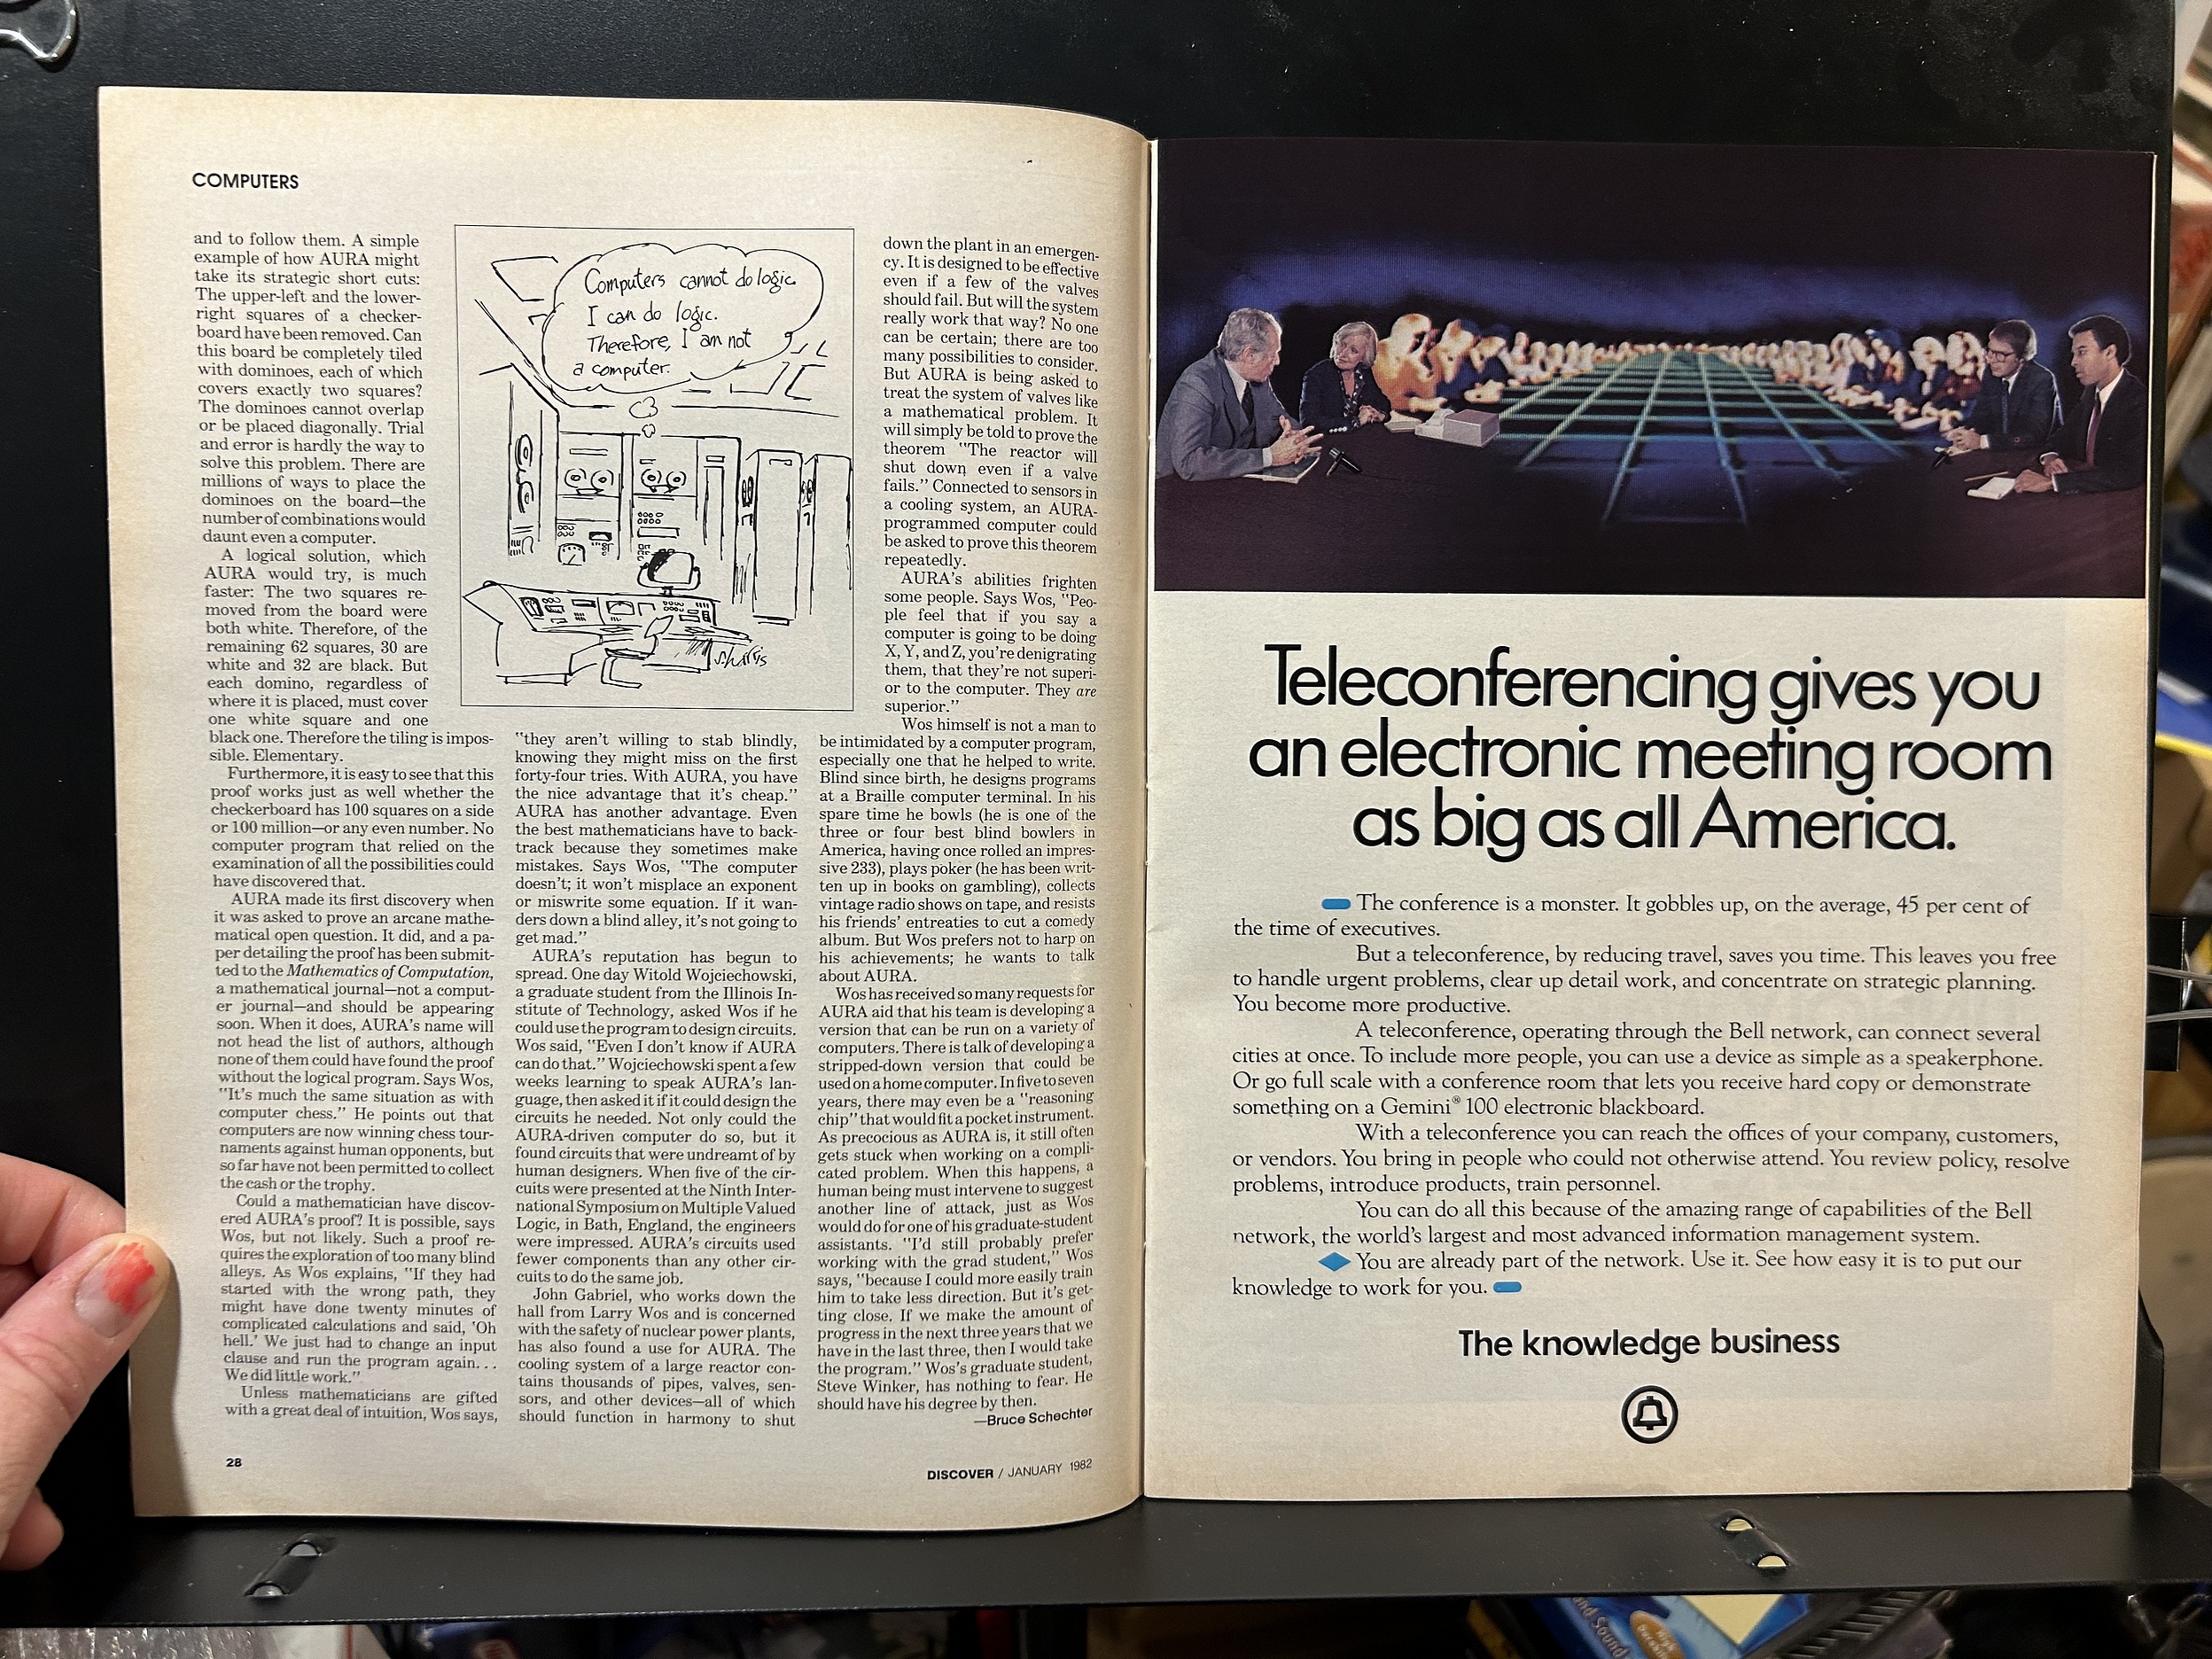 COMPUTERS
and to follow them. A simple
example of how AURA might
take its strategic short cuts:
The upper-left and the lower-
right squares of a checker-
board have been removed. Can
this board be completely tiled
with dominoes, each of which
covers exactly two squares?
The dominoes cannot overlap
or be placed diagonally. Trial
and error is hardly the way to
solve this problem. There are
millions of ways to place the
dominoes on the board—the
number of combinations would
daunt even a computer.
A logical solution, which
AURA would try, is much
faster: The two squares re-
moved from the board were
both white. Therefore, of the
remaining 62 squares, 30 are
white and 32 are black. But
each domino, regardless of
where it is placed, must cover
one white square and one
black one. Therefore the tiling is impos-
sible. Elementary.
Furthermore, it is easy to see that this
proof works just as well whether the
checkerboard has 100 squares on a side
or 100 million—or any even number. No
computer program that relied on the
examination of all the possibilities could
have discovered that.
AURA made its first discovery when
it was asked to prove an arcane mathe-
matical open question. It did, and a pa-
per detailing the proof has been submit-
ted to the Mathematics of Computation,
a mathematical journal—not a comput-
er journal—and should be appearing
soon. When it does, AURA's name will
not head the list of authors, although
none of them could have found the proof
without the logical program. Says Wos,
"It's much the same situation as with
computer chess." He points out that
computers are now winning chess tour-
naments against human opponents, but
so far have not been permitted to collect
the cash or the trophy.
Could a mathematician have discov-
ered AURA's proof? It is possible, says
Wos, but not likely. Such a proof re-
quires the exploration of too many blind
alleys. As Wos explains, "If they had
started with the wrong path, they
might have done twenty minutes of
complicated calculations and said, 'Oh
hell.' We just had to change an input
clause and run the program again. . .
We did little work."
Unless mathematicians are gifted
with a great deal of intuition, Wos says,
Computers cannot do logic.
I can do logic.
Therefore, I am not
a computer.
S. Harris
"they aren't willing to stab blindly,
knowing they might miss on the first
forty-four tries. With AURA, you have
the nice advantage that it's cheap."
AURA has another advantage. Even
the best mathematicians have to back-
track because they sometimes make
mistakes. Says Wos, "The computer
doesn't; it won't misplace an exponent
or miswrite some equation. If it wan-
ders down a blind alley, it's not going to
get mad."
AURA's reputation has begun to
spread. One day Witold Wojciechowski,
a graduate student from the Illinois In-
stitute of Technology, asked Wos if he
could use the program to design circuits.
Wos said, "Even I don't know if AURA
can do that." Wojciechowski spent a few
weeks learning to speak AURA's lan-
guage, then asked it if it could design the
circuits he needed. Not only could the
AURA-driven computer do so, but it
found circuits that were undreamt of by
human designers. When five of the cir-
cuits were presented at the Ninth Inter-
national Symposium on Multiple Valued
Logic, in Bath, England, the engineers
were impressed. AURA's circuits used
fewer components than any other cir-
cuits to do the same job.
John Gabriel, who works down the
hall from Larry Wos and is concerned
with the safety of nuclear power plants,
has also found a use for AURA. The
cooling system of a large reactor con-
tains thousands of pipes, valves, sen-
sors, and other devices—all of which
should function in harmony to shut
down the plant in an emergen-
cy. It is designed to be effective
even if a few of the valves
should fail. But will the system
really work that way? No one
can be certain; there are too
many possibilities to consider.
But AURA is being asked to
treat the system of valves like
a mathematical problem. It
will simply be told to prove the
theorem "The reactor will
shut down even if a valve
fails." Connected to sensors in
a cooling system, an AURA-
programmed computer could
be asked to prove this theorem
repeatedly.
AURA's abilities frighten
some people. Says Wos, "Peo-
ple feel that if you say a
computer is going to be doing
X, Y, and Z, you're denigrating
them, that they're not superi-
or to the computer. They are
superior."
Wos himself is not a man to
be intimidated by a computer program,
especially one that he helped to write.
Blind since birth, he designs programs
at a Braille computer terminal. In his
spare time he bowls (he is one of the
three or four best blind bowlers in
America, having once rolled an impres-
sive 233), plays poker (he has been writ-
ten up in books on gambling), collects
vintage radio shows on tape, and resists
his friends' entreaties to cut a comedy
album. But Wos prefers not to harp on
his achievements; he wants to talk
about AURA.
Wos has received so many requests for
AURA aid that his team is developing a
version that can be run on a variety of
computers. There is talk of developing a
stripped-down version that could be
used on a home computer. In five to seven
years, there may even be a "reasoning
chip" that would fit a pocket instrument.
As precocious as AURA is, it still often
gets stuck when working on a compli-
cated problem. When this happens, a
human being must intervene to suggest
another line of attack, just as Wos
would do for one of his graduate-student
assistants. "I'd still probably prefer
working with the grad student," Wos
says, "because I could more easily train
him to take less direction. But it's get-
ting close. If we make the amount of
progress in the next three years that we
have in the last three, then I would take
the program." Wos's graduate student,
Steve Winker, has nothing to fear. He
should have his degree by then.
—Bruce Schechter
28
DISCOVER / JANUARY 1982
Teleconferencing gives you
an electronic meeting room
as big as all America.
The conference is a monster. It gobbles up, on the average, 45 per cent of
the time of executives.
But a teleconference, by reducing travel, saves you time. This leaves you free
to handle urgent problems, clear up detail work, and concentrate on strategic planning.
You become more productive.
A teleconference, operating through the Bell network, can connect several
cities at once. To include more people, you can use a device as simple as a speakerphone.
Or go full scale with a conference room that lets you receive hard copy or demonstrate
something on a Gemini® 100 electronic blackboard.
With a teleconference you can reach the offices of your company, customers,
or vendors. You bring in people who could not otherwise attend. You review policy, resolve
problems, introduce products, train personnel.
You can do all this because of the amazing range of capabilities of the Bell
network, the world's largest and most advanced information management system.
You are already part of the network. Use it. See how easy it is to put our
knowledge to work for you.
The knowledge business
Sound